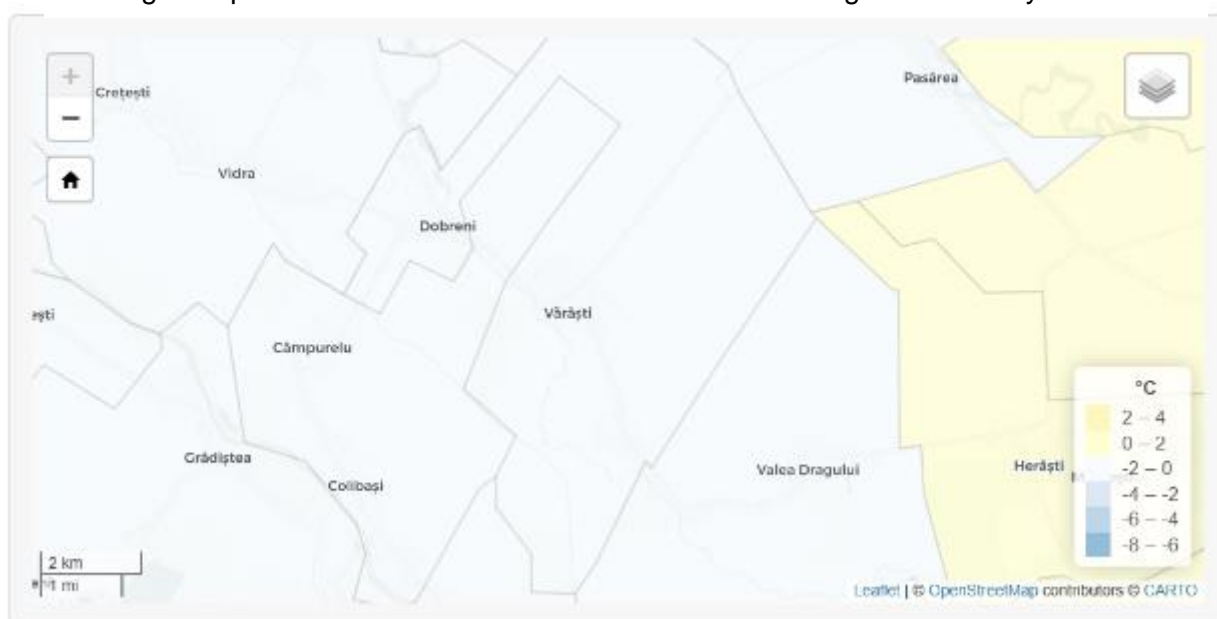 +
Crețești
Pasărea
−
Vidra
Dobreni
ești
Vărăști
Câmpurelu
°C
2 – 4
0 – 2
-2 – 0
-4 – -2
-6 – -4
-8 – -6
Grădiștea
Valea Dragului
Herăști
Colibași
2 km
1 mi
Leaflet | © OpenStreetMap contributors © CARTO